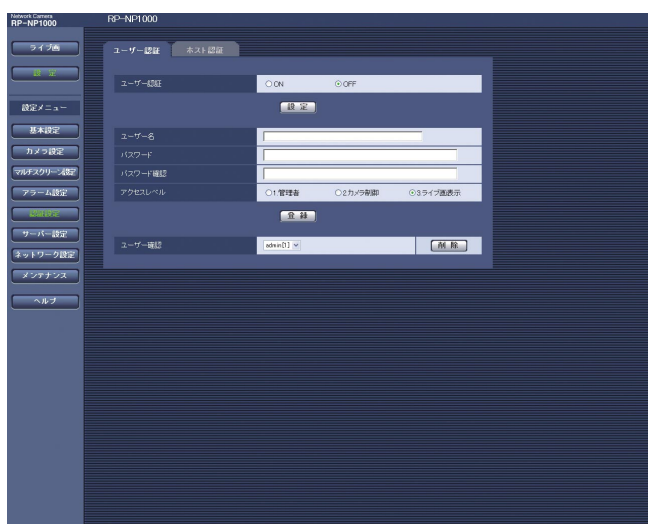 Network Camera
RP-NP1000
RP-NP1000
ライブ画
設 定
設定メニュー
基本設定
カメラ設定
マルチスクリーン設定
アラーム設定
認証設定
サーバー設定
ネットワーク設定
メンテナンス
ヘルプ
ユーザー認証 ホスト認証
ユーザー認証 ON OFF
設 定
ユーザー名
パスワード
パスワード確認
アクセスレベル 1.管理者 2.カメラ制御 3.ライブ画表示
登 録
ユーザー確認 admin[1] 削 除